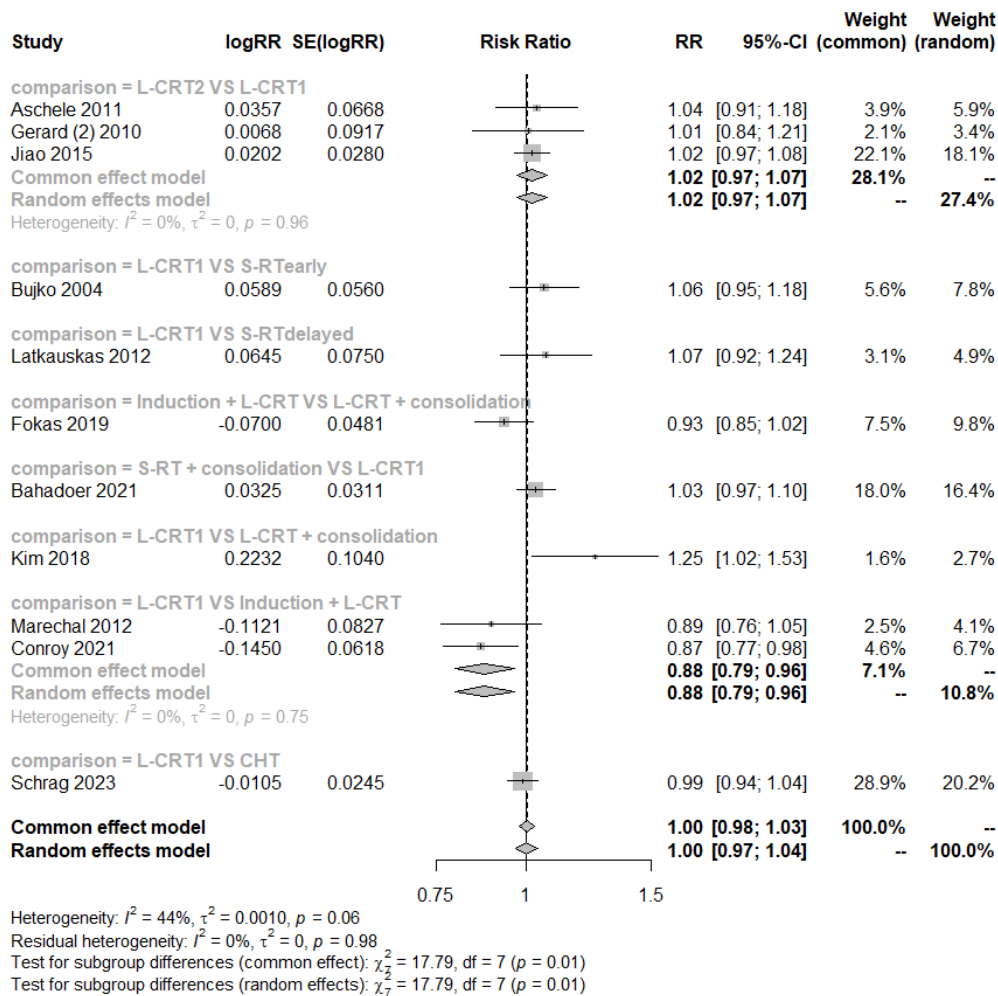 Weight Weight
Study logRR SE(logRR) Risk Ratio RR 95%-CI (common) (random)
comparison = L-CRT2 VS L-CRT1
Aschele 2011 0.0357 0.0668 1.04 [0.91; 1.18] 3.9% 5.9%
Gerard (2) 2010 0.0068 0.0917 1.01 [0.84; 1.21] 2.1% 3.4%
Jiao 2015 0.0202 0.0280 1.02 [0.97; 1.08] 22.1% 18.1%
Common effect model 1.02 [0.97; 1.07] 28.1% --
Random effects model 1.02 [0.97; 1.07] -- 27.4%
Heterogeneity: I² = 0%, τ² = 0, p = 0.96
comparison = L-CRT1 VS S-RTearly
Bujko 2004 0.0589 0.0560 1.06 [0.95; 1.18] 5.6% 7.8%
comparison = L-CRT1 VS S-RTdelayed
Latkauskas 2012 0.0645 0.0750 1.07 [0.92; 1.24] 3.1% 4.9%
comparison = Induction + L-CRT VS L-CRT + consolidation
Fokas 2019 -0.0700 0.0481 0.93 [0.85; 1.02] 7.5% 9.8%
comparison = S-RT + consolidation VS L-CRT1
Bahadoer 2021 0.0325 0.0311 1.03 [0.97; 1.10] 18.0% 16.4%
comparison = L-CRT1 VS L-CRT + consolidation
Kim 2018 0.2232 0.1040 1.25 [1.02; 1.53] 1.6% 2.7%
comparison = L-CRT1 VS Induction + L-CRT
Marechal 2012 -0.1121 0.0827 0.89 [0.76; 1.05] 2.5% 4.1%
Conroy 2021 -0.1450 0.0618 0.87 [0.77; 0.98] 4.6% 6.7%
Common effect model 0.88 [0.79; 0.96] 7.1% --
Random effects model 0.88 [0.79; 0.96] -- 10.8%
Heterogeneity: I² = 0%, τ² = 0, p = 0.75
comparison = L-CRT1 VS CHT
Schrag 2023 -0.0105 0.0245 0.99 [0.94; 1.04] 28.9% 20.2%
Common effect model 1.00 [0.98; 1.03] 100.0% --
Random effects model 1.00 [0.97; 1.04] -- 100.0%
0.75 1 1.5
Heterogeneity: I² = 44%, τ² = 0.0010, p = 0.06
Residual heterogeneity: I² = 0%, τ² = 0, p = 0.98
Test for subgroup differences (common effect): χ₇² = 17.79, df = 7 (p = 0.01)
Test for subgroup differences (random effects): χ₇² = 17.79, df = 7 (p = 0.01)